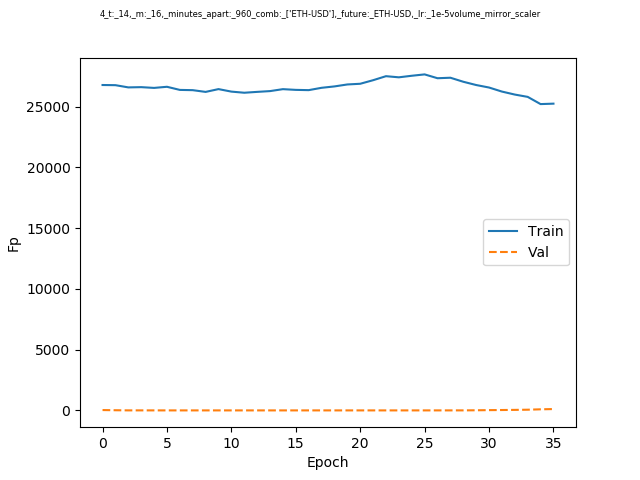 4_t:_14,_m:_16,_minutes_apart:_960_comb:_['ETH-USD'],_future:_ETH-USD,_lr:_1e-5volume_mirror_scaler
25000
20000
15000
10000
5000
0
Fp
Train
Val
0 5 10 15 20 25 30 35
Epoch